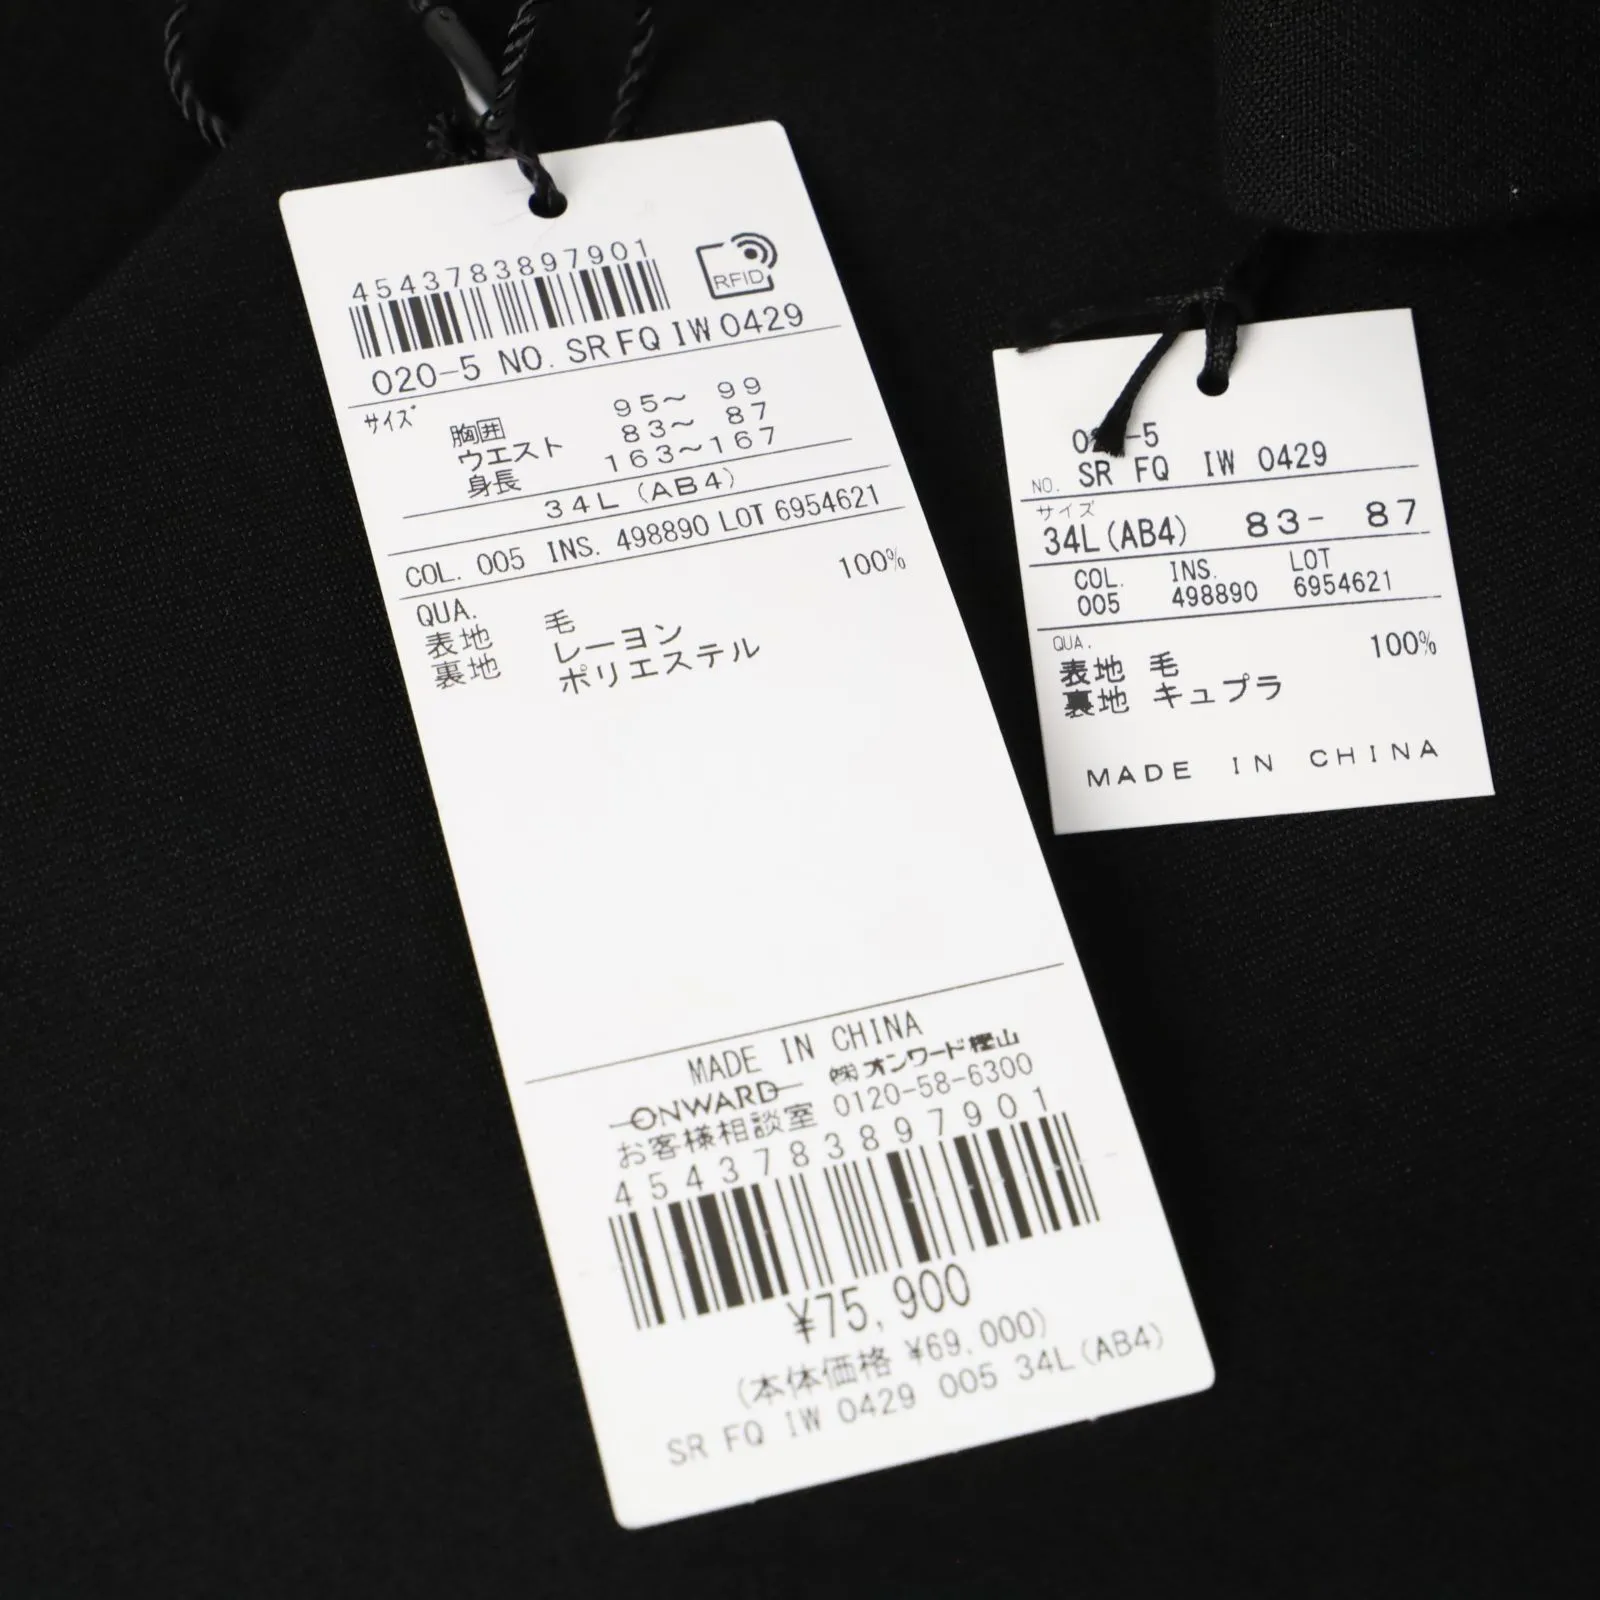 4543783897901
RFID
020-5 NO. SR FQ IW 0429
サイズ
胸囲 95～ 99
ウエスト 83～ 87
身長 163～167
34L (AB4)
COL. 005 INS. 498890 LOT 6954621
QUA.
表地 毛 100%
裏地 レーヨン
ポリエステル
MADE IN CHINA
ONWARD ㈱オンワード樫山
お客様相談室 0120-58-6300
4543783897901
¥75,900
(本体価格 ¥69,000)
SR FQ IW 0429 005 34L(AB4)
-5
NO. SR FQ IW 0429
サイズ
34L(AB4) 83- 87
COL. INS. LOT
005 498890 6954621
QUA.
表地 毛 100%
裏地 キュプラ
MADE IN CHINA